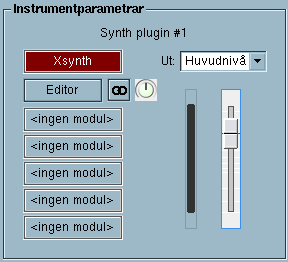 Instrumentparametrar
Synth plugin #1
Xsynth
Ut: Huvudnivå
Editor
<ingen modul>
<ingen modul>
<ingen modul>
<ingen modul>
<ingen modul>